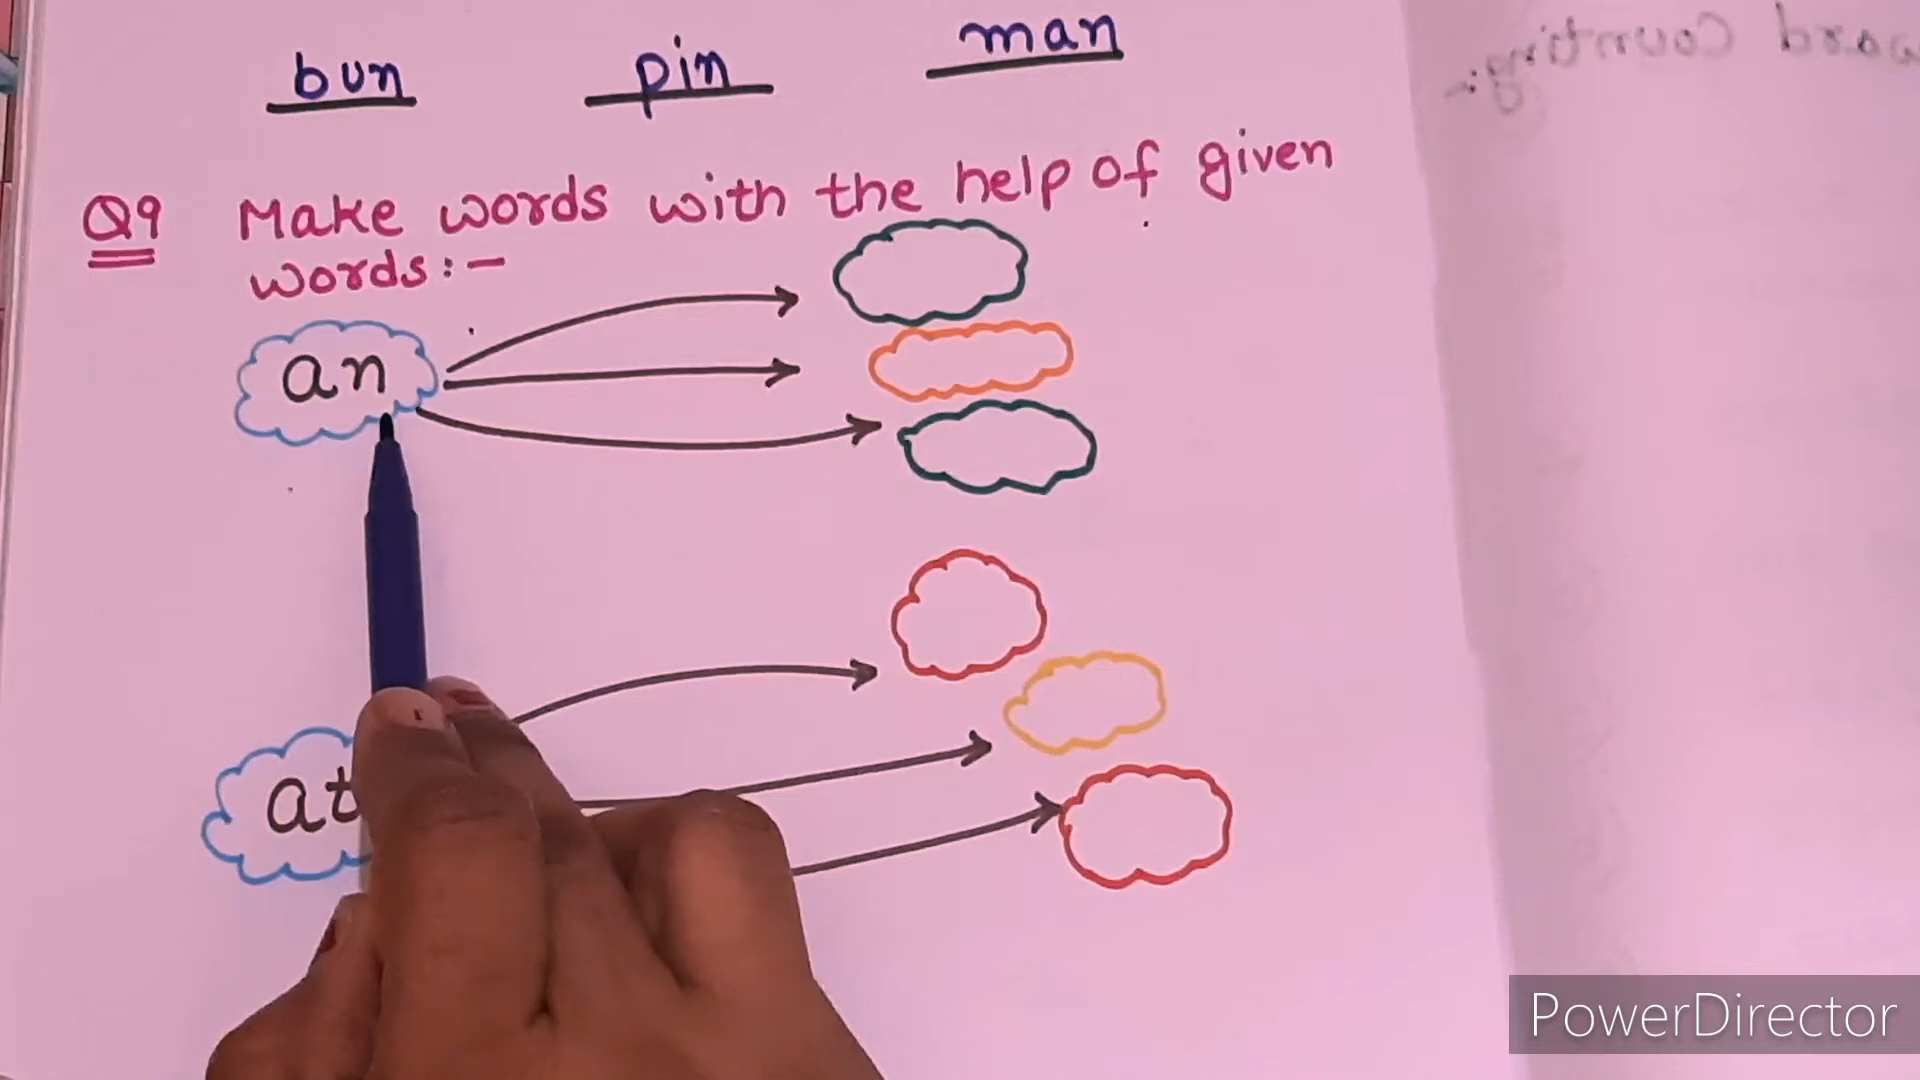 bun pin man
Q9 Make words with the help of given
words:-
an
at
PowerDirector